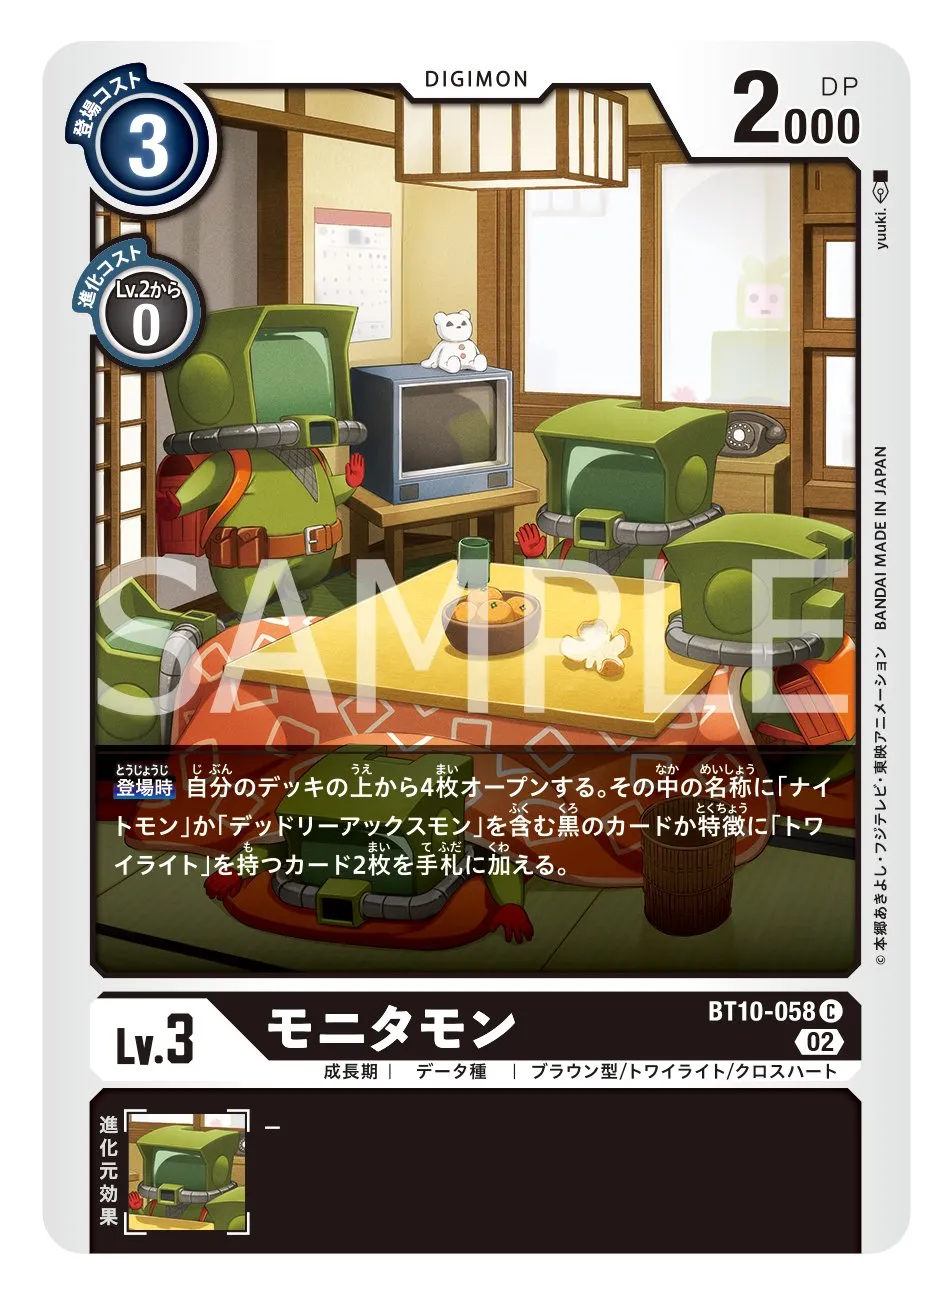 DIGIMON
登場コスト
3
2000
DP
進化コスト
Lv.2から
0
yuuki.
BANDAI MADE IN JAPAN
©本郷あきよし・フジテレビ・東映アニメーション
SAMPLE
登場時 自分のデッキの上から4枚オープンする。その中の名称に「ナイ
トモン」か「デッドリーアックスモン」を含む黒のカードか特徴に「トワ
イライト」を持つカード2枚を手札に加える。
Lv.3
モニタモン
BT10-058 C
02
成長期 | データ種 | ブラウン型/トワイライト/クロスハート
進化元効果
–